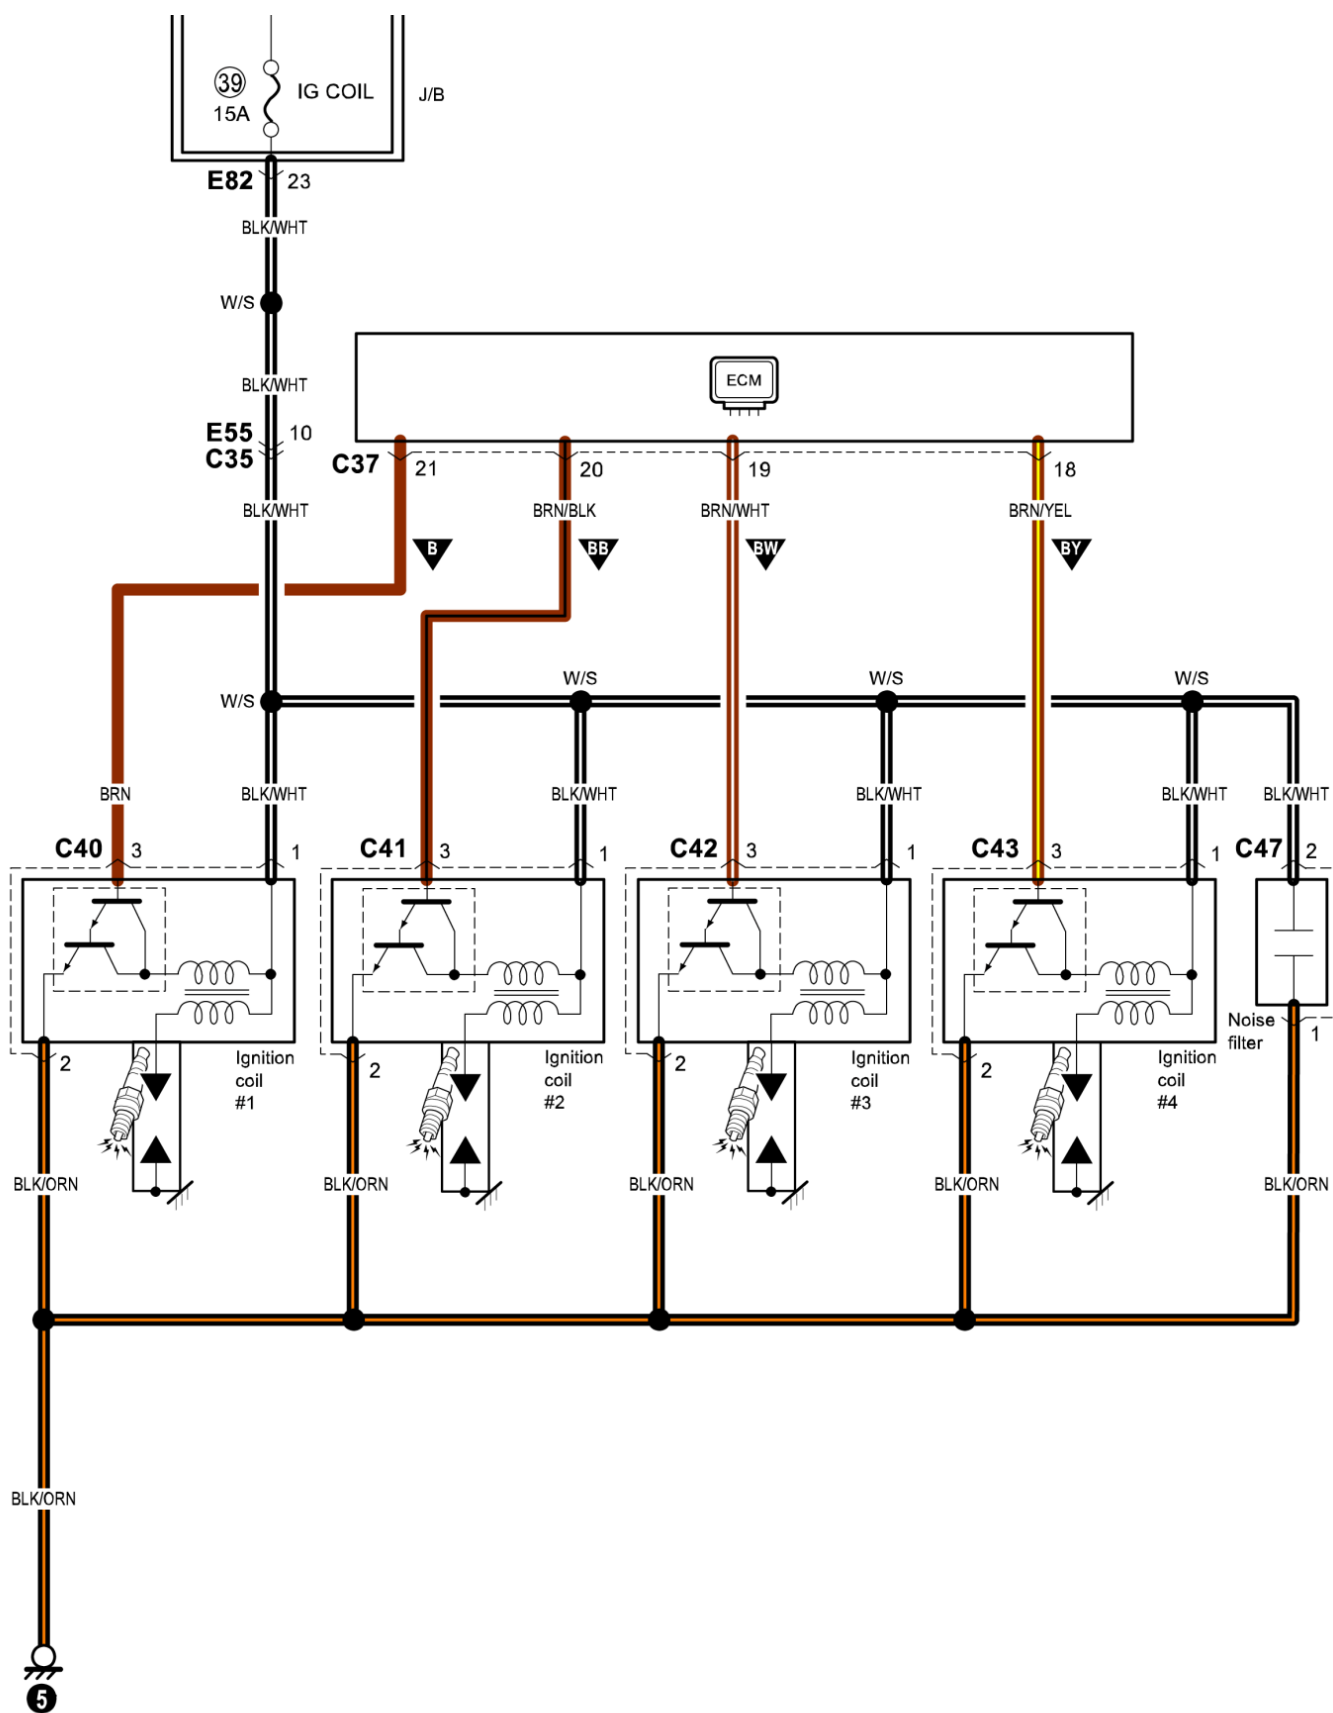 39
15A
IG COIL
J/B
E82 23
BLK/WHT
W/S
ECM
BLK/WHT
E55 10
C35
C37 21 20 19 18
BLK/WHT BRN/BLK BRN/WHT BRN/YEL
B BB BW BY
W/S W/S W/S
W/S
BRN BLK/WHT BLK/WHT BLK/WHT BLK/WHT BLK/WHT
C40 3 1 C41 3 1 C42 3 1 C43 3 1 C47 2
Noise
filter
1
2 Ignition
coil
#1
2 Ignition
coil
#2
2 Ignition
coil
#3
2 Ignition
coil
#4
BLK/ORN BLK/ORN BLK/ORN BLK/ORN BLK/ORN
BLK/ORN
5